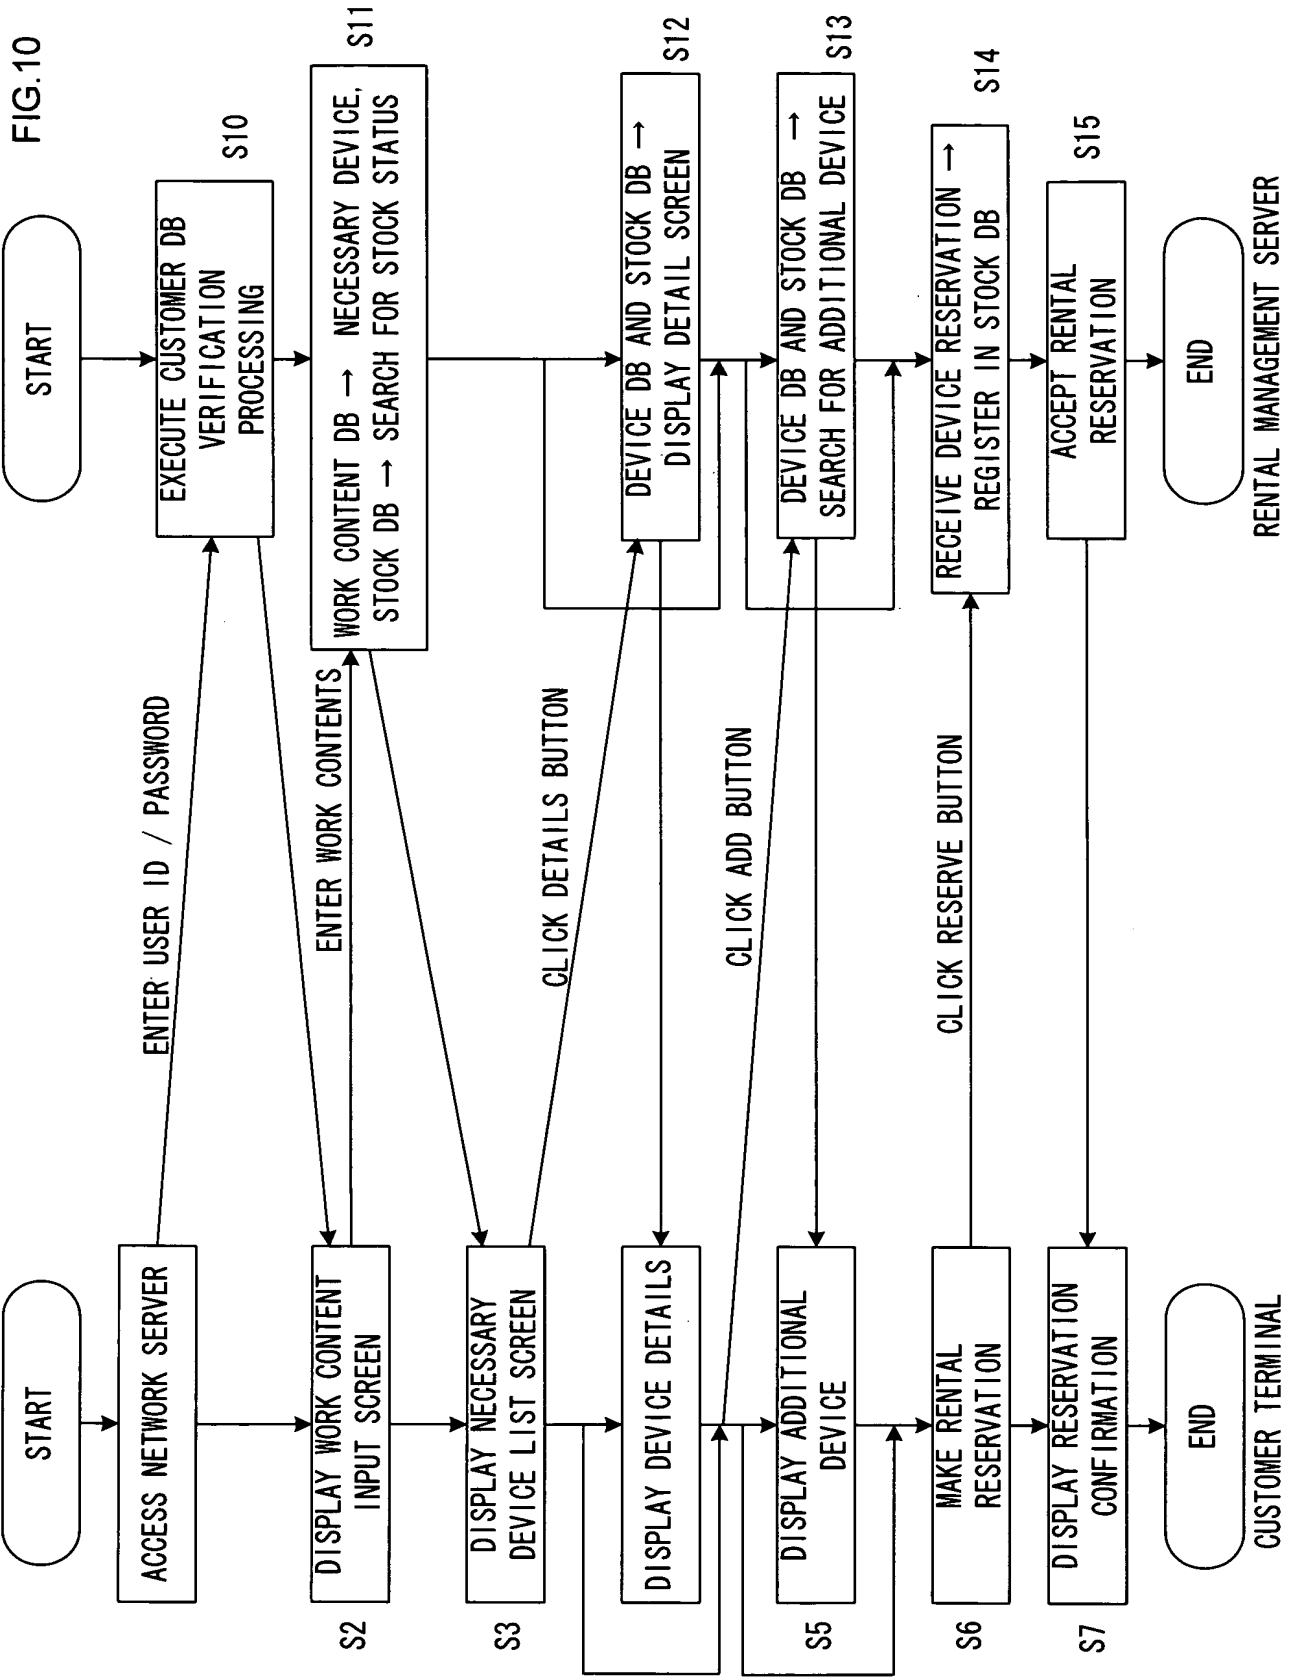 FIG.10
START
ACCESS NETWORK SERVER
S2
DISPLAY WORK CONTENT
INPUT SCREEN
S3
DISPLAY NECESSARY
DEVICE LIST SCREEN
DISPLAY DEVICE DETAILS
S5
DISPLAY ADDITIONAL
DEVICE
S6
MAKE RENTAL
RESERVATION
S7
DISPLAY RESERVATION
CONFIRMATION
END
CUSTOMER TERMINAL
ENTER USER ID / PASSWORD
ENTER WORK CONTENTS
CLICK DETAILS BUTTON
CLICK ADD BUTTON
CLICK RESERVE BUTTON
START
S10
EXECUTE CUSTOMER DB
VERIFICATION
PROCESSING
S11
WORK CONTENT DB → NECESSARY DEVICE,
STOCK DB → SEARCH FOR STOCK STATUS
S12
DEVICE DB AND STOCK DB →
DISPLAY DETAIL SCREEN
S13
DEVICE DB AND STOCK DB →
SEARCH FOR ADDITIONAL DEVICE
S14
RECEIVE DEVICE RESERVATION →
REGISTER IN STOCK DB
S15
ACCEPT RENTAL
RESERVATION
END
RENTAL MANAGEMENT SERVER